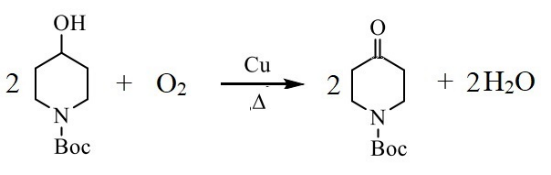 OH
O
Cu
2 + O₂ Δ 2 + 2H₂O
N
N
Boc
Boc